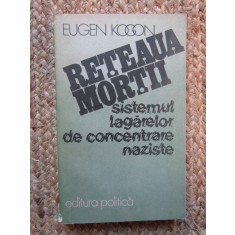 EUGEN KOGON
REȚEAUA
MORȚII
sistemul
lagărelor
de concentrare
naziste
editura politică